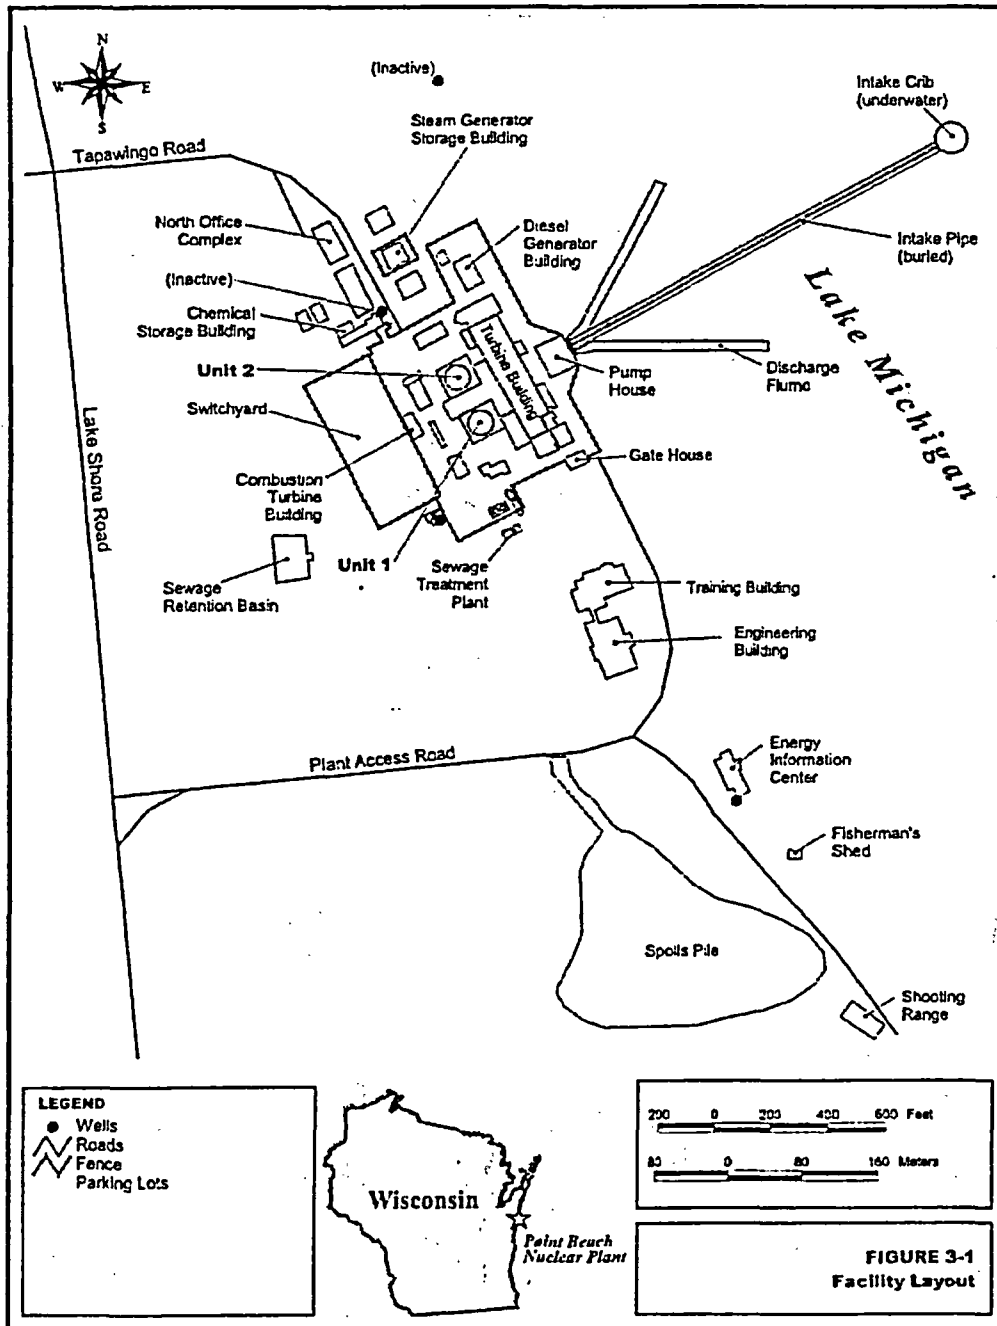 N
W
E
S
(Inactive)
Steam Generator
Storage Building
Intake Crib
(underwater)
Tapawingo Road
North Office
Complex
Diesel
Generator
Building
Intake Pipe
(buried)
(Inactive)
Chemical
Storage Building
Lake Michigan
Unit 2
Turbine Building
Pump
House
Discharge
Flume
Switchyard
Lake Shore Road
Gate House
Combustion
Turbine
Building
Unit 1
Sewage
Treatment
Plant
Sewage
Retention Basin
Training Building
Engineering
Building
Plant Access Road
Energy
Information
Center
Fisherman's
Shed
Spoils Pile
Shooting
Range
LEGEND
Wells
Roads
Fence
Parking Lots
Wisconsin
Point Beach
Nuclear Plant
200 0 200 400 600 Feet
80 0 80 160 Meters
FIGURE 3-1
Facility Layout